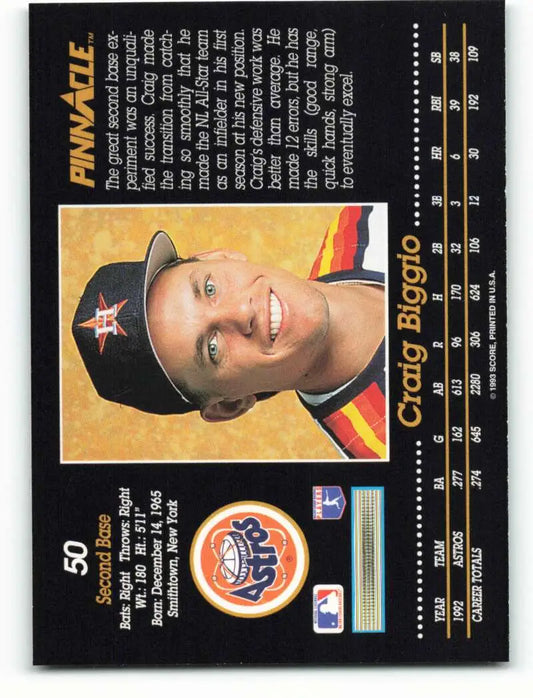 50
Second Base
Bats: Right Throws: Right
Wt.: 180 Ht.: 5'11"
Born: December 14, 1965
Smithtown, New York
Astros
H
PINNACLE™
The great second base ex-
periment was an unquali-
fied success. Craig made
the transition from catch-
ing so smoothly that he
made the NL All-Star team
as an infielder in his first
season at his new position.
Craig's defensive work was
better than average. He
made 12 errors, but he has
the skills (good range,
quick hands, strong arm)
to eventually excel.
Craig Biggio
YEAR TEAM BA G AB R H 2B 3B HR RBI SB
1992 ASTROS .277 162 613 96 170 32 3 6 39 38
CAREER TOTALS .274 645 2280 306 624 106 12 30 192 109
© 1993 SCORE, PRINTED IN U.S.A.